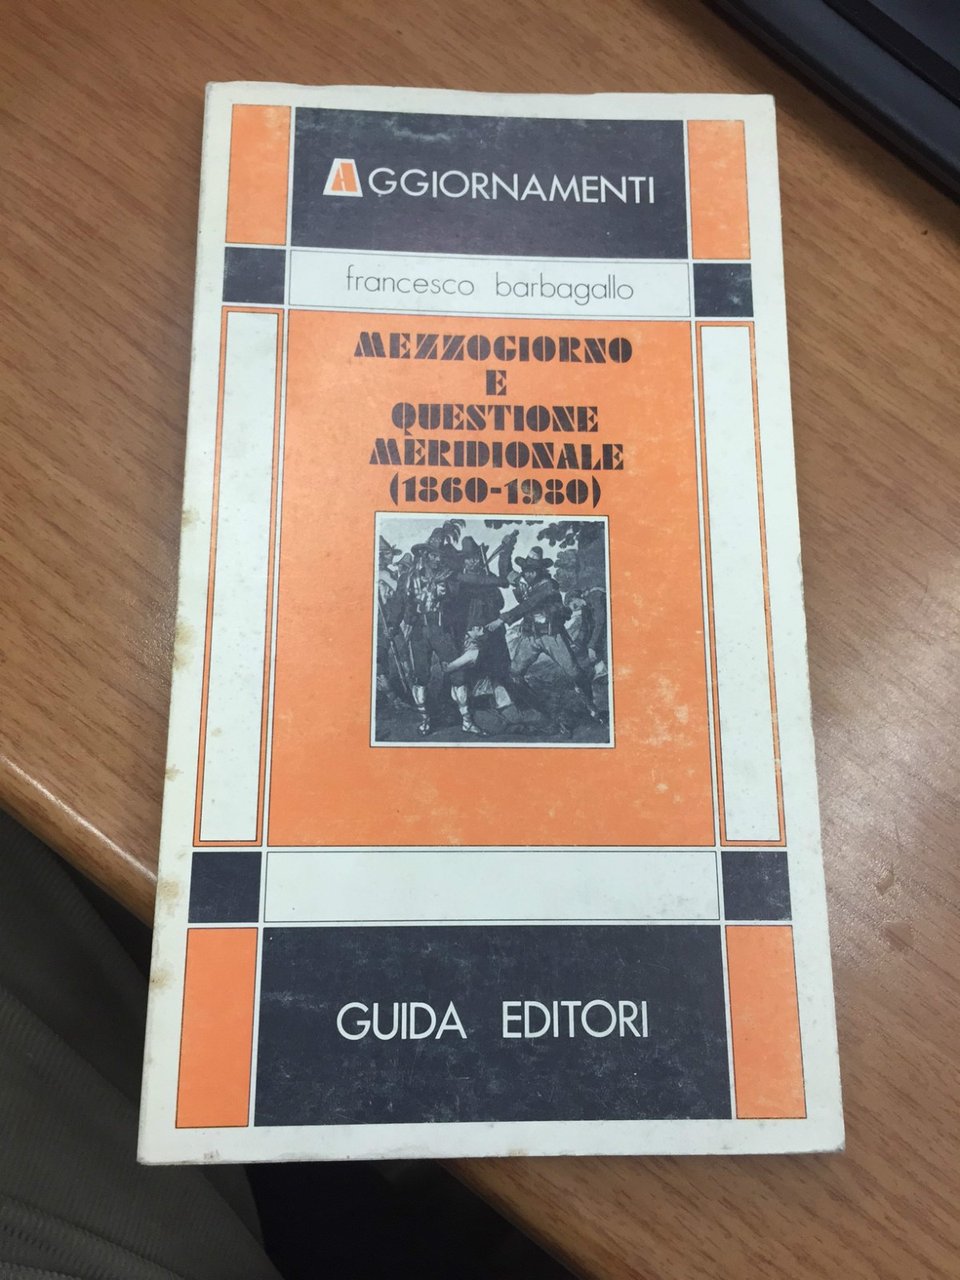 AGGIORNAMENTI
francesco barbagallo
MEZZOGIORNO
E
QUESTIONE
MERIDIONALE
(1860-1980)
GUIDA EDITORI